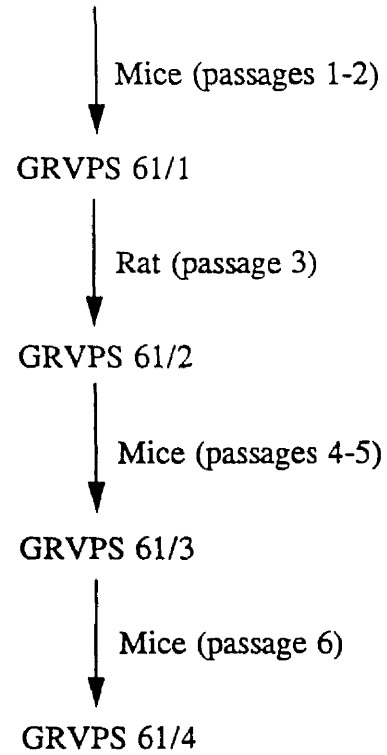 Mice (passages 1-2)
GRVPS 61/1
Rat (passage 3)
GRVPS 61/2
Mice (passages 4-5)
GRVPS 61/3
Mice (passage 6)
GRVPS 61/4